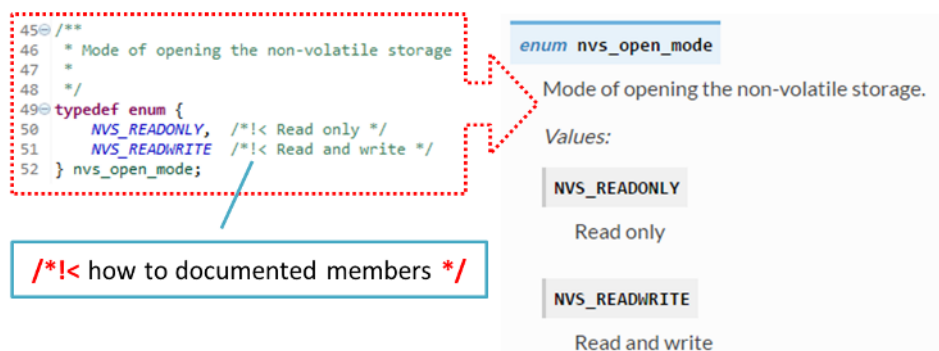 45 /**
46  * Mode of opening the non-volatile storage
47  *
48  */
49 typedef enum {
50     NVS_READONLY,  /*!< Read only */
51     NVS_READWRITE  /*!< Read and write */
52 } nvs_open_mode;
/*!< how to documented members */
enum nvs_open_mode
Mode of opening the non-volatile storage.
Values:
NVS_READONLY
Read only
NVS_READWRITE
Read and write